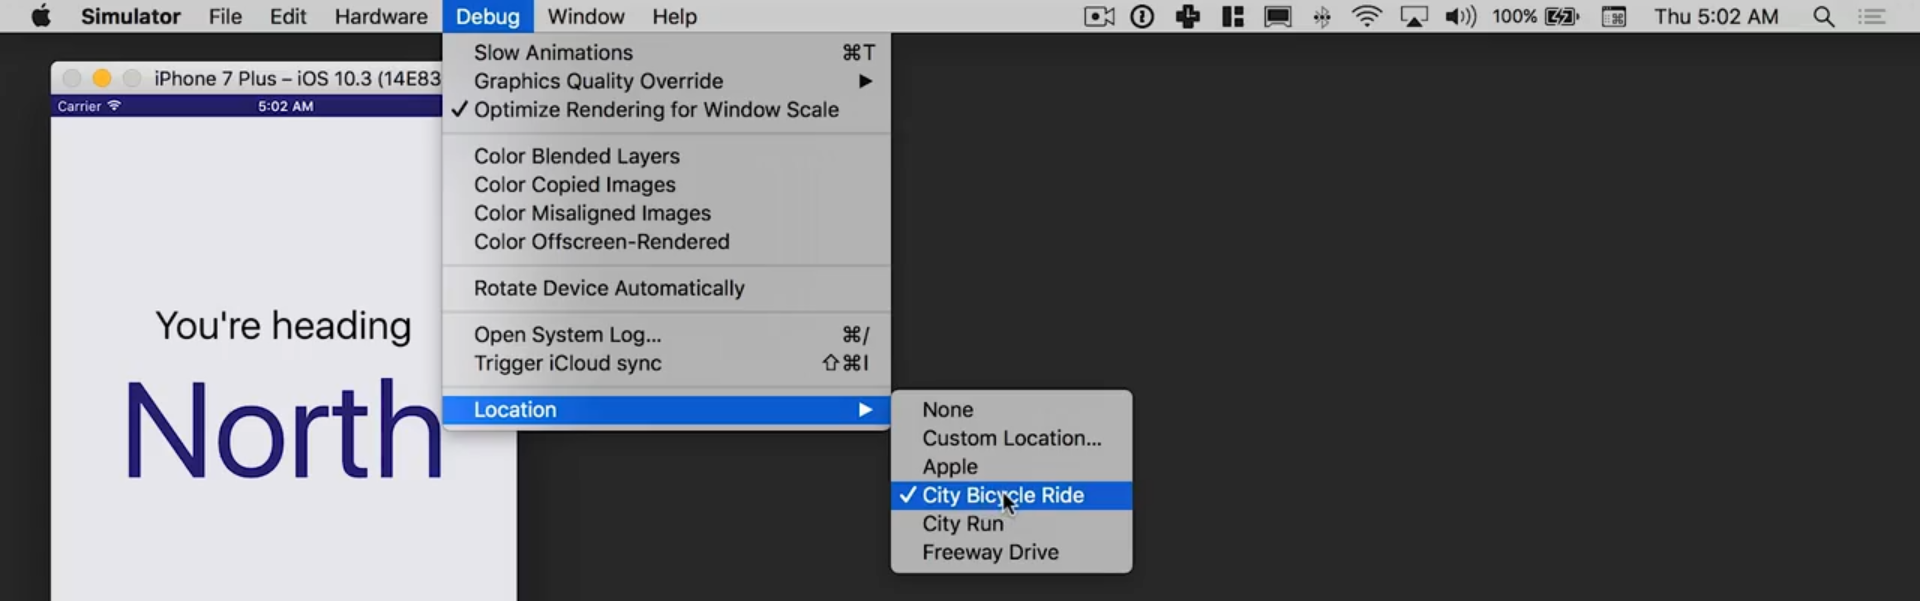 Simulator File Edit Hardware Debug Window Help 100% Thu 5:02 AM
iPhone 7 Plus – iOS 10.3 (14E83
Carrier 5:02 AM
You're heading
North
Slow Animations ⌘T
Graphics Quality Override ▶
✓ Optimize Rendering for Window Scale
Color Blended Layers
Color Copied Images
Color Misaligned Images
Color Offscreen-Rendered
Rotate Device Automatically
Open System Log... ⌘/
Trigger iCloud sync ⇧⌘I
Location ▶
None
Custom Location...
Apple
✓ City Bicycle Ride
City Run
Freeway Drive